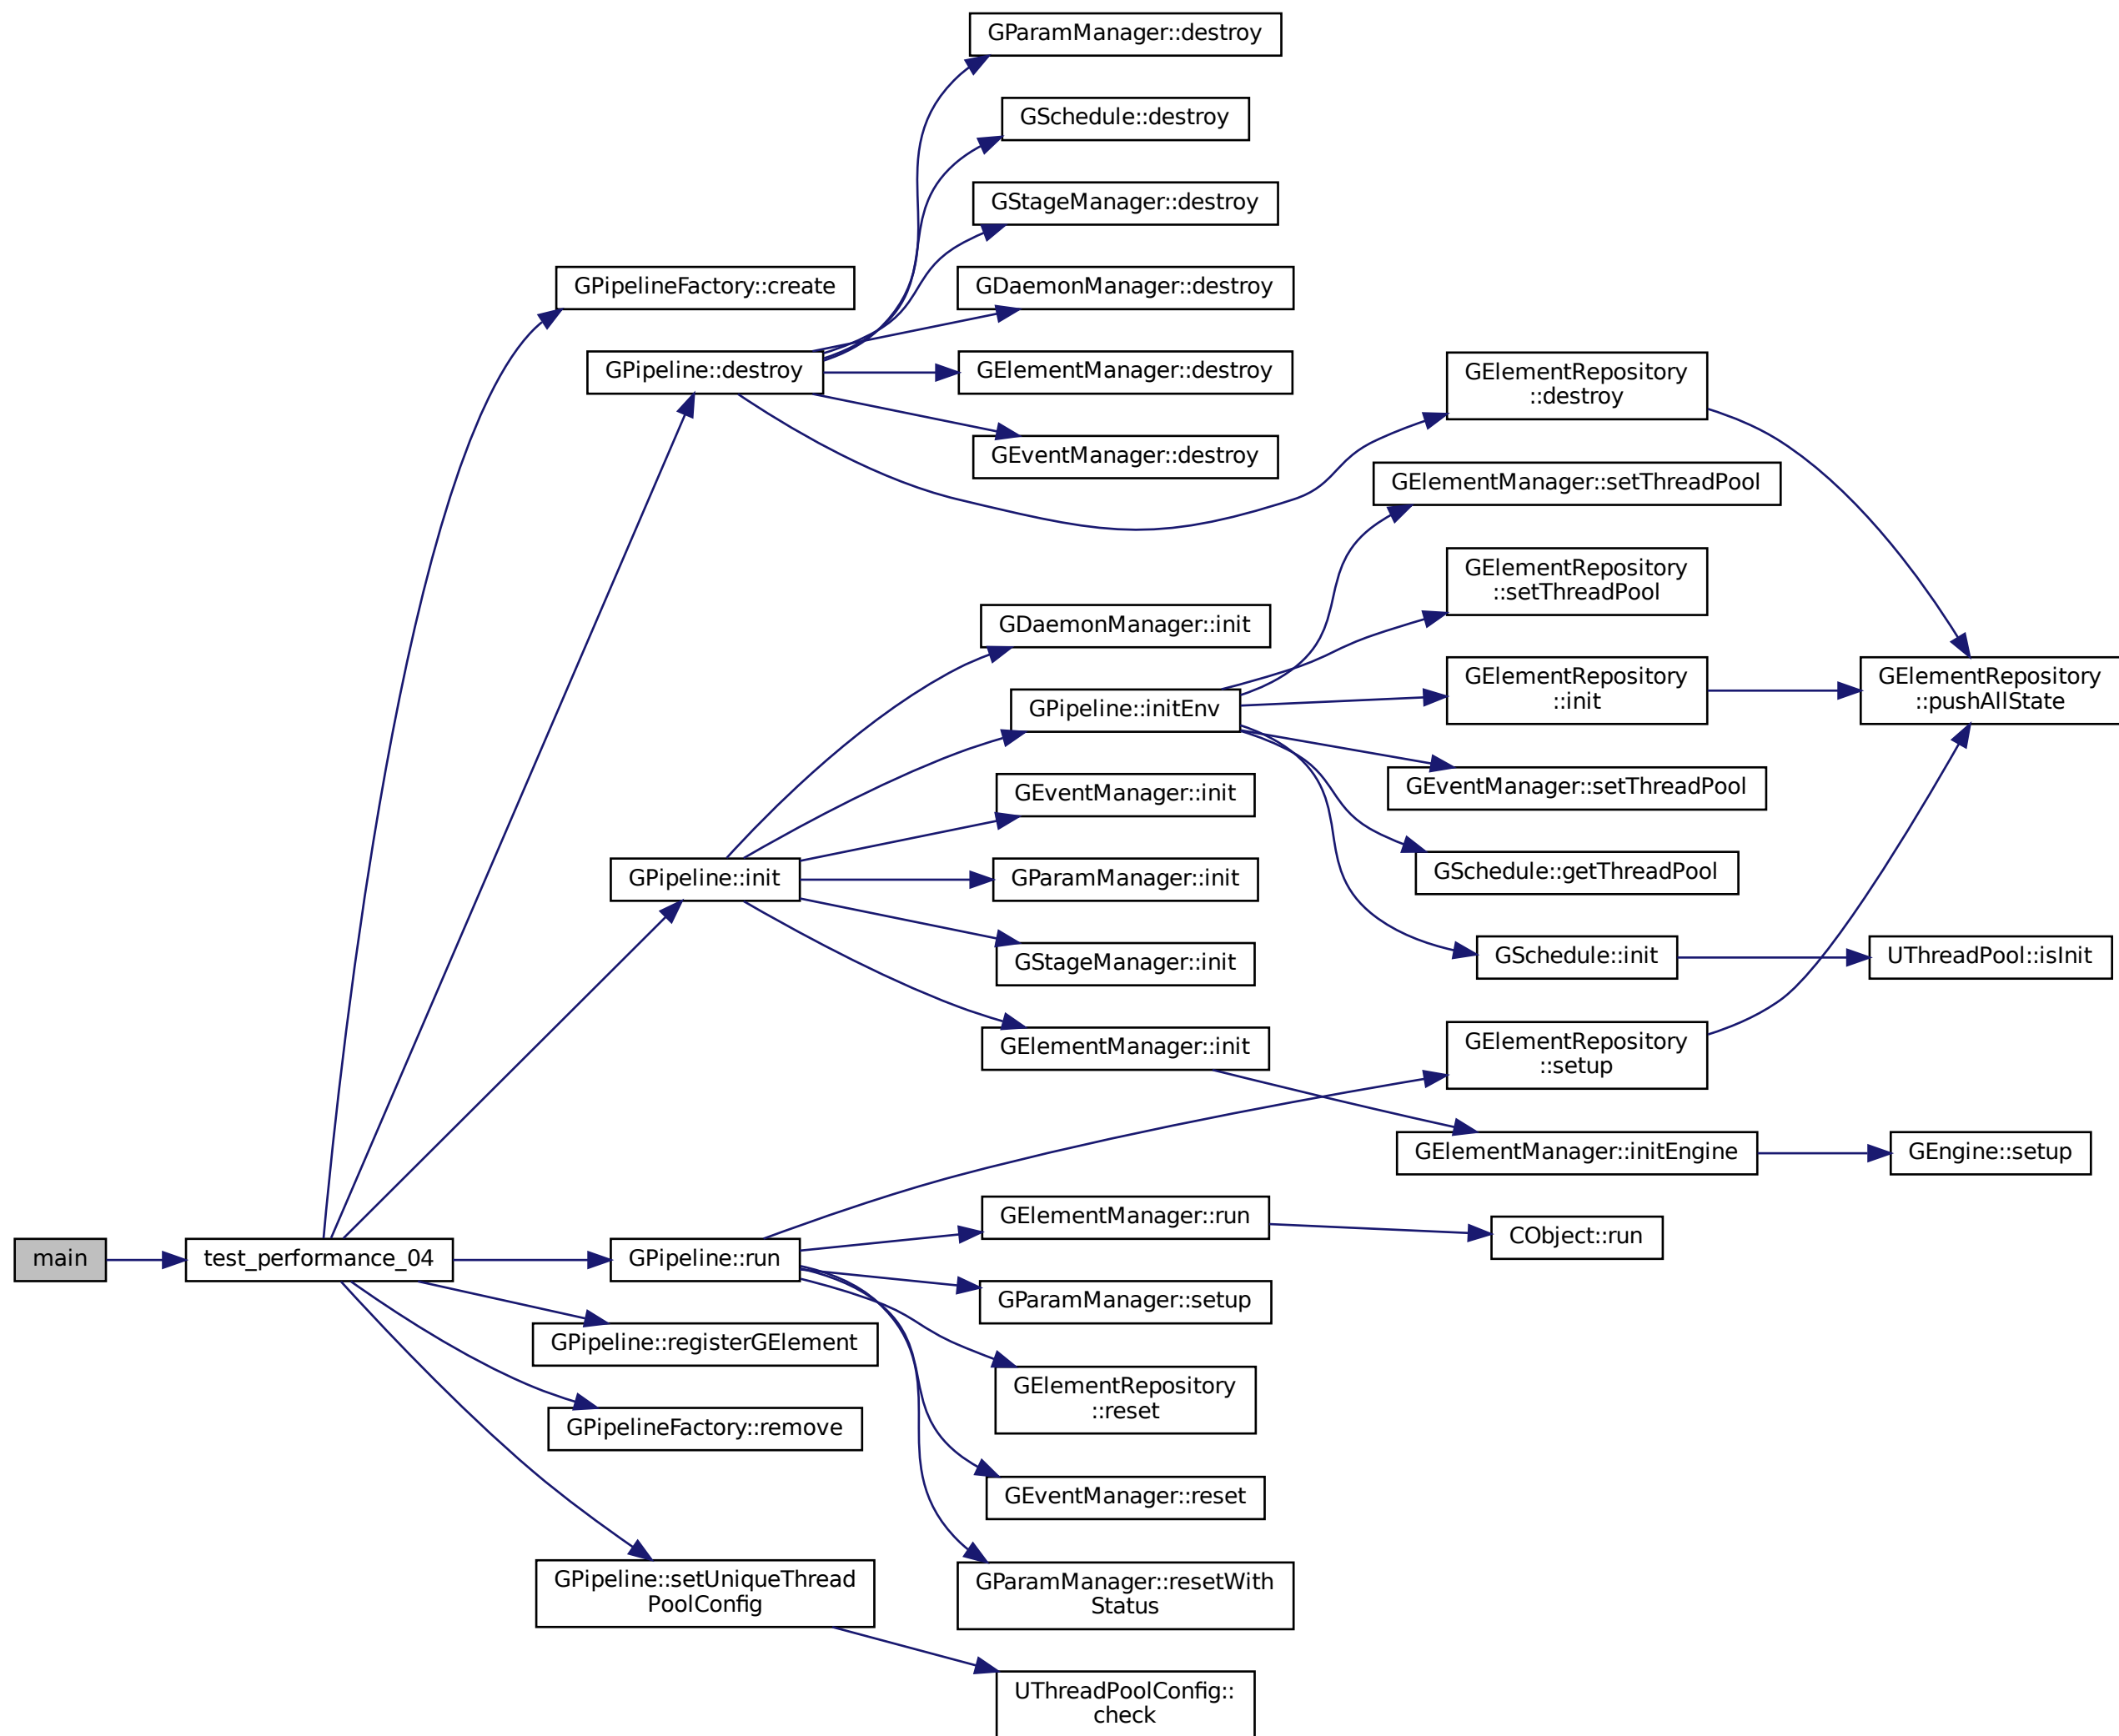 GParamManager::destroy
GSchedule::destroy
GStageManager::destroy
GPipelineFactory::create
GDaemonManager::destroy
GPipeline::destroy
GElementManager::destroy
GElementRepository
::destroy
GEventManager::destroy
GElementManager::setThreadPool
GElementRepository
::setThreadPool
GDaemonManager::init
GPipeline::initEnv
GElementRepository
::init
GElementRepository
::pushAllState
GEventManager::init
GEventManager::setThreadPool
GPipeline::init
GParamManager::init
GSchedule::getThreadPool
GStageManager::init
GSchedule::init
UThreadPool::isInit
GElementManager::init
GElementRepository
::setup
GElementManager::initEngine
GEngine::setup
GElementManager::run
CObject::run
main
test_performance_04
GPipeline::run
GParamManager::setup
GPipeline::registerGElement
GElementRepository
::reset
GPipelineFactory::remove
GEventManager::reset
GPipeline::setUniqueThread
PoolConfig
GParamManager::resetWith
Status
UThreadPoolConfig::
check